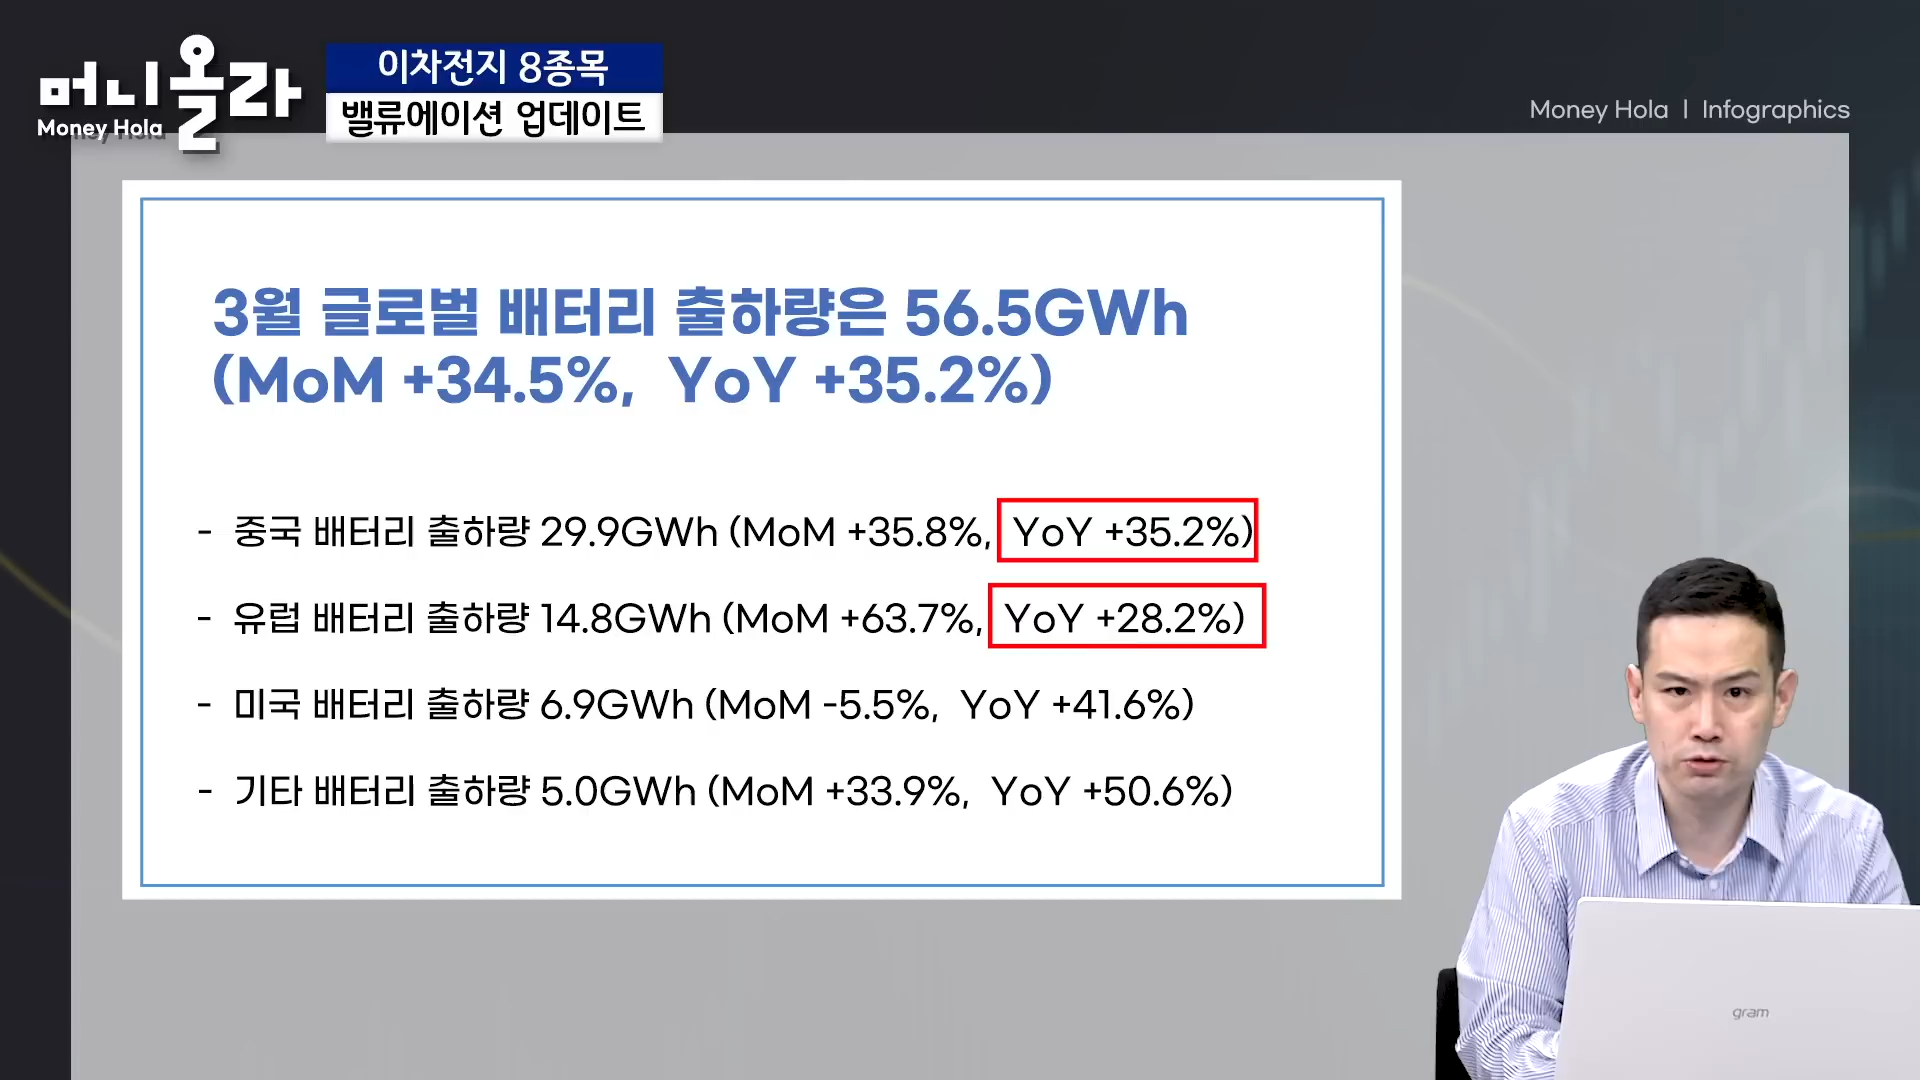 머니올라
Money Hola
이차전지 8종목
밸류에이션 업데이트
Money Hola | Infographics
3월 글로벌 배터리 출하량은 56.5GWh
(MoM +34.5%, YoY +35.2%)
- 중국 배터리 출하량 29.9GWh (MoM +35.8%, YoY +35.2%)
- 유럽 배터리 출하량 14.8GWh (MoM +63.7%, YoY +28.2%)
- 미국 배터리 출하량 6.9GWh (MoM -5.5%, YoY +41.6%)
- 기타 배터리 출하량 5.0GWh (MoM +33.9%, YoY +50.6%)
gram